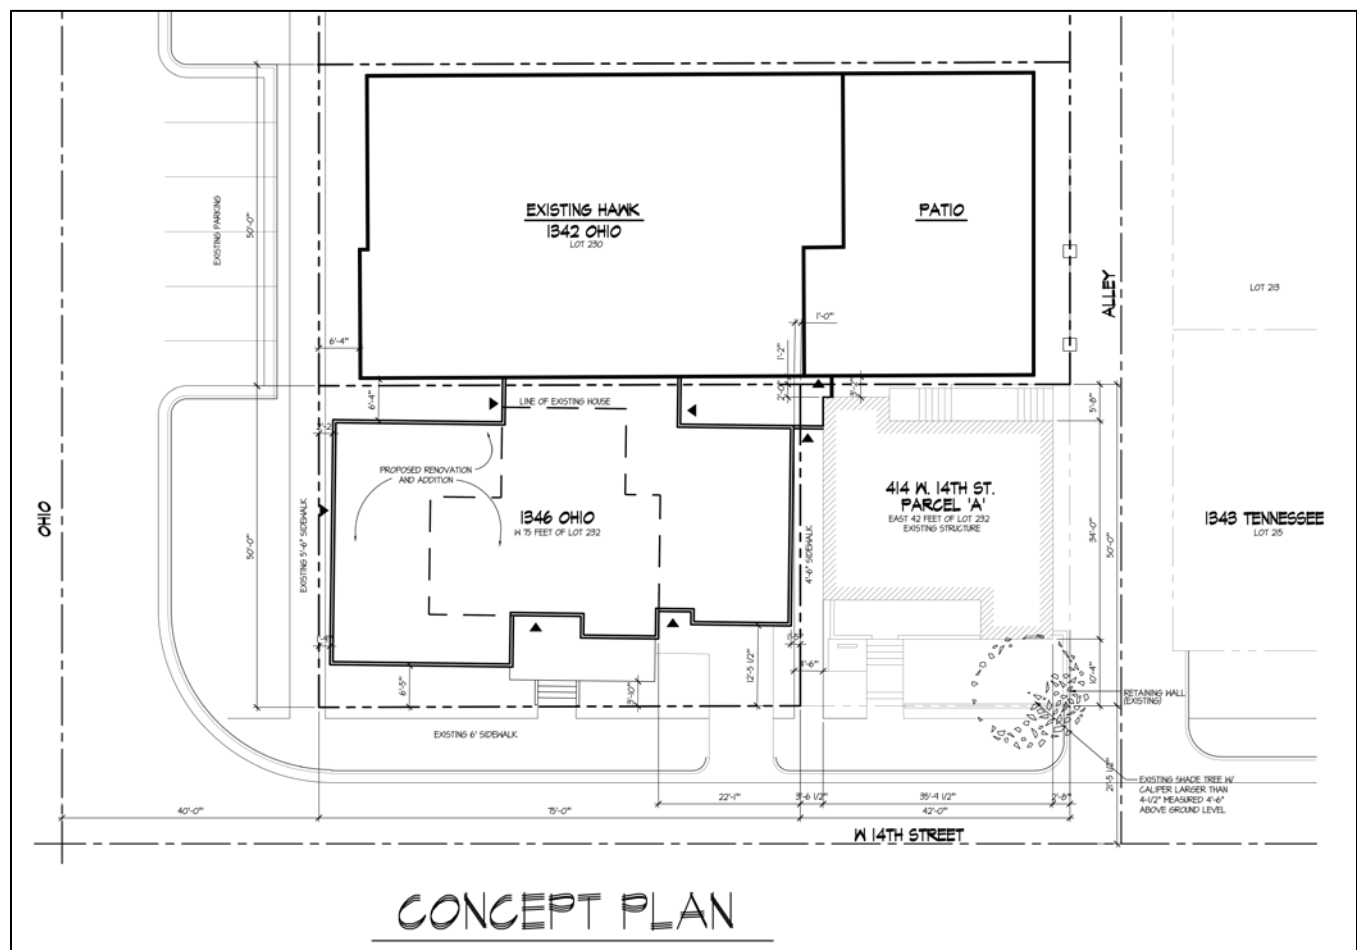 EXISTING HAWK
1342 OHIO
LOT 230
PATIO
EXISTING PARKING
50'-0"
ALLEY
LOT 213
1'-0"
6'-4"
1'-2"
2'-0"
6'-4"
LINE OF EXISTING HOUSE
5'-8"
PROPOSED RENOVATION
AND ADDITION
414 W. 14TH ST.
PARCEL 'A'
EAST 42 FEET OF LOT 232
EXISTING STRUCTURE
1346 OHIO
W 75 FEET OF LOT 232
1343 TENNESSEE
LOT 215
OHIO
EXISTING 5'-6" SIDEWALK
50'-0"
4'-6" SIDEWALK
34'-0"
50'-0"
12'-5 1/2"
4'-6"
6'-5"
3'-10"
10'-4"
RETAINING WALL
(EXISTING)
EXISTING 6' SIDEWALK
21'-5 1/2"
EXISTING SHADE TREE W/
CALIPER LARGER THAN
4-1/2" MEASURED 4'-6"
ABOVE GROUND LEVEL
22'-1"
3'-6 1/2"
35'-9 1/2"
2'-8"
40'-0"
75'-0"
42'-0"
W 14TH STREET
CONCEPT PLAN